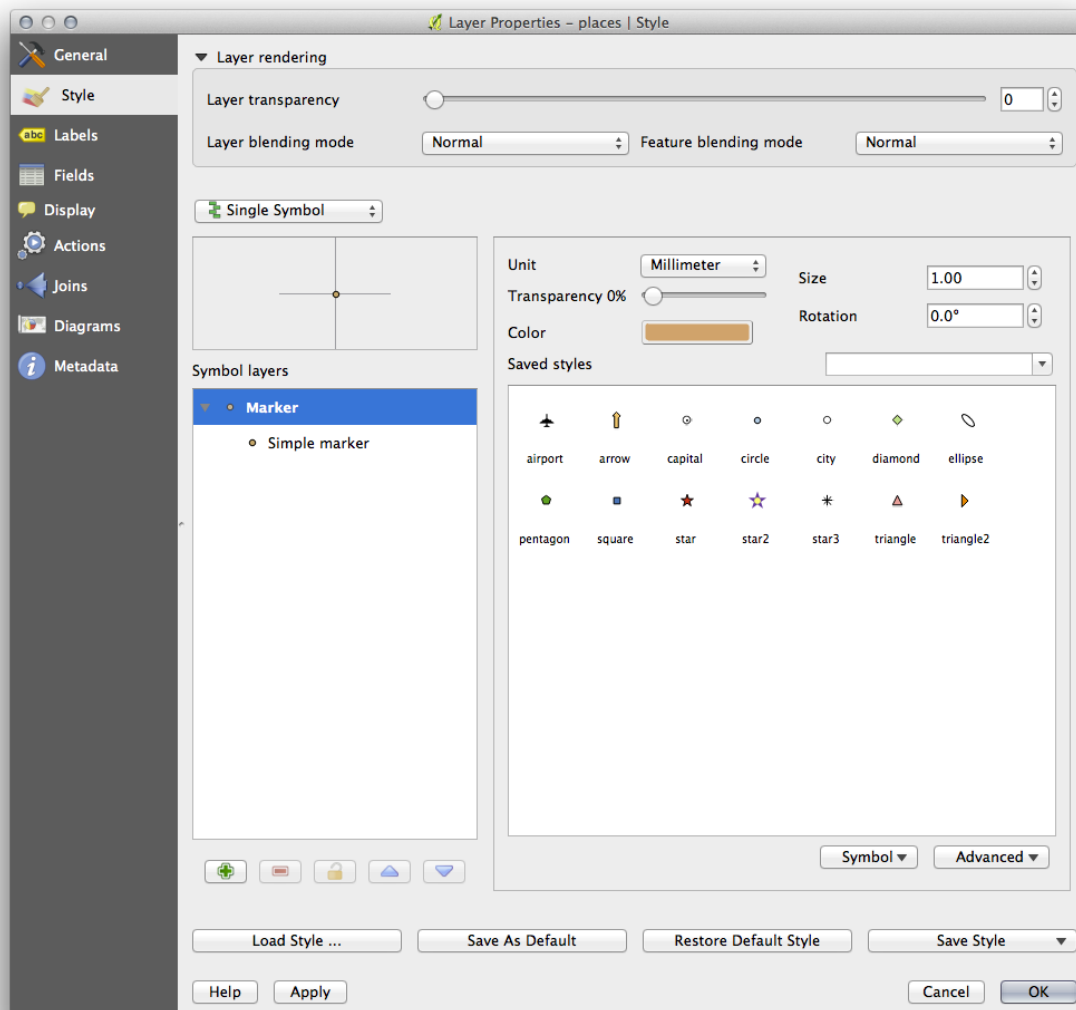 Layer Properties - places | Style
General
Style
abc Labels
Fields
Display
Actions
Joins
Diagrams
Metadata
Layer rendering
Layer transparency 0
Layer blending mode Normal Feature blending mode Normal
Single Symbol
Unit Millimeter Size 1.00
Transparency 0%
Rotation 0.0°
Color
Saved styles
Symbol layers
Marker
Simple marker
airport arrow capital circle city diamond ellipse
pentagon square star star2 star3 triangle triangle2
Symbol Advanced
Load Style ... Save As Default Restore Default Style Save Style
Help Apply Cancel OK